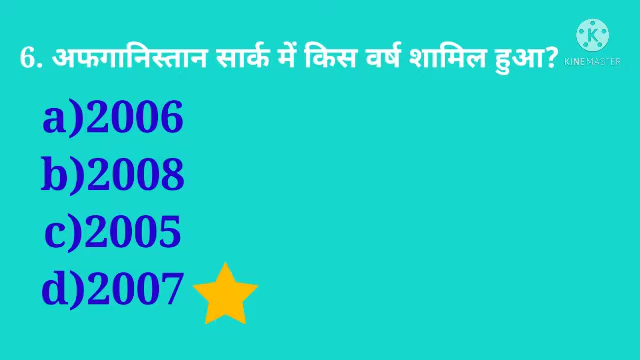 6. अफगानिस्तान सार्क में किस वर्ष शामिल हुआ?
K
KINEMASTER
a)2006
b)2008
c)2005
d)2007